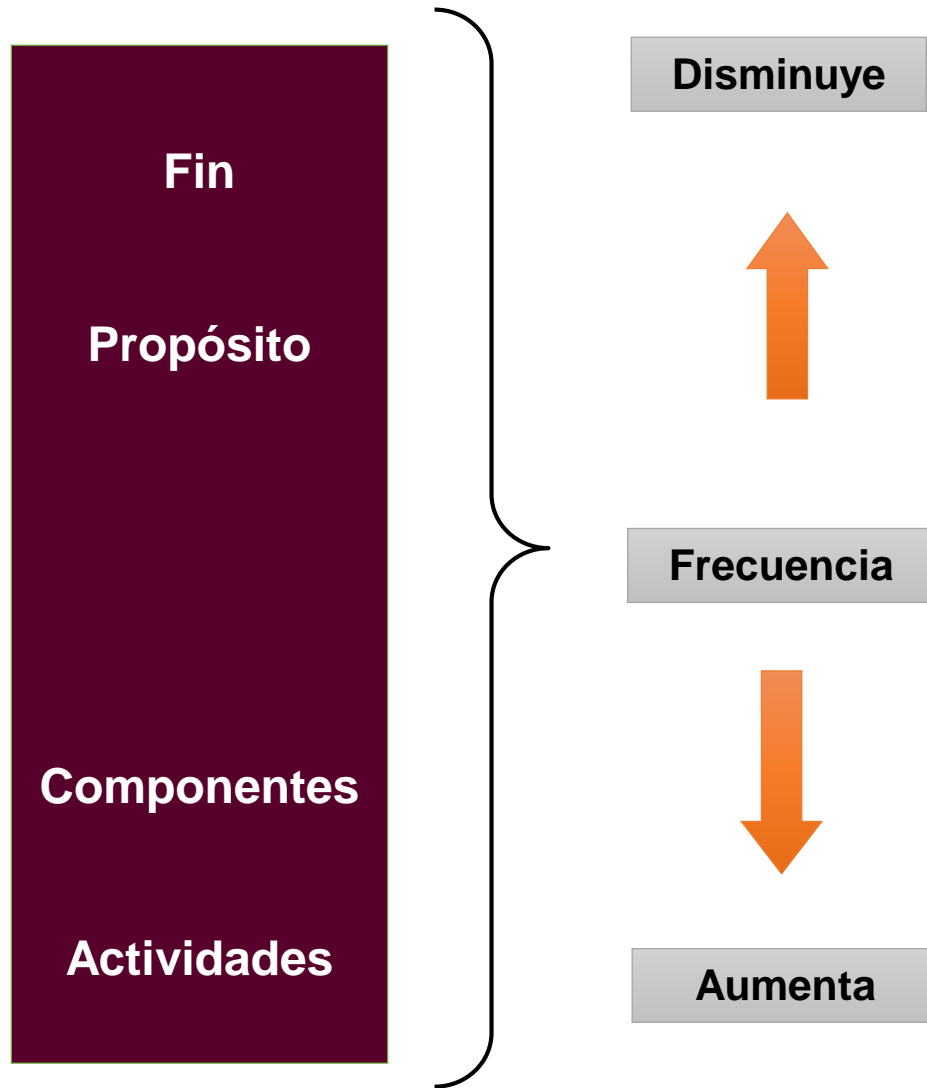 Fin
Propósito
Componentes
Actividades
Disminuye
Frecuencia
Aumenta